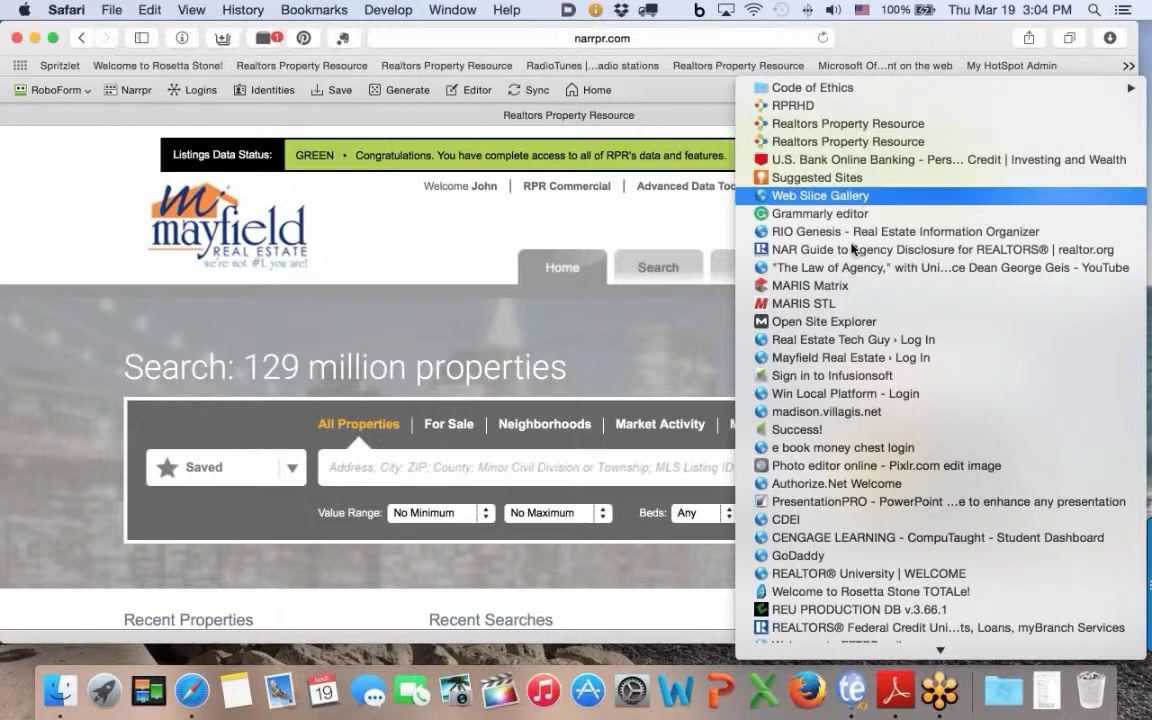 Safari File Edit View History Bookmarks Develop Window Help 100% Thu Mar 19 3:04 PM
narrpr.com
Spritzlet Welcome to Rosetta Stone! Realtors Property Resource Realtors Property Resource RadioTunes |...adio stations Realtors Property Resource Microsoft Of...nt on the web My HotSpot Admin
RoboForm Narrpr Logins Identities Save Generate Editor Sync Home
Realtors Property Resource
Listings Data Status: GREEN • Congratulations. You have complete access to all of RPR's data and features.
Welcome John | RPR Commercial | Advanced Data Too
m
mayfield
REAL ESTATE
we're not #1, you are!
Home Search
Search: 129 million properties
All Properties | For Sale | Neighborhoods | Market Activity | M
Saved
Address; City; ZIP; County; Minor Civil Division or Township; MLS Listing ID
Value Range: No Minimum No Maximum Beds: Any
Recent Properties Recent Searches
Code of Ethics
RPRHD
Realtors Property Resource
Realtors Property Resource
U.S. Bank Online Banking - Pers... Credit | Investing and Wealth
Suggested Sites
Web Slice Gallery
Grammarly editor
RIO Genesis - Real Estate Information Organizer
NAR Guide to Agency Disclosure for REALTORS® | realtor.org
"The Law of Agency," with Uni...ce Dean George Geis - YouTube
MARIS Matrix
MARIS STL
Open Site Explorer
Real Estate Tech Guy › Log In
Mayfield Real Estate › Log In
Sign in to Infusionsoft
Win Local Platform - Login
madison.villagis.net
Success!
e book money chest login
Photo editor online - Pixlr.com edit image
Authorize.Net Welcome
PresentationPRO - PowerPoint ...e to enhance any presentation
CDEI
CENGAGE LEARNING - CompuTaught - Student Dashboard
GoDaddy
REALTOR® University | WELCOME
Welcome to Rosetta Stone TOTALe!
REU PRODUCTION DB v.3.66.1
REALTORS® Federal Credit Uni...ts, Loans, myBranch Services